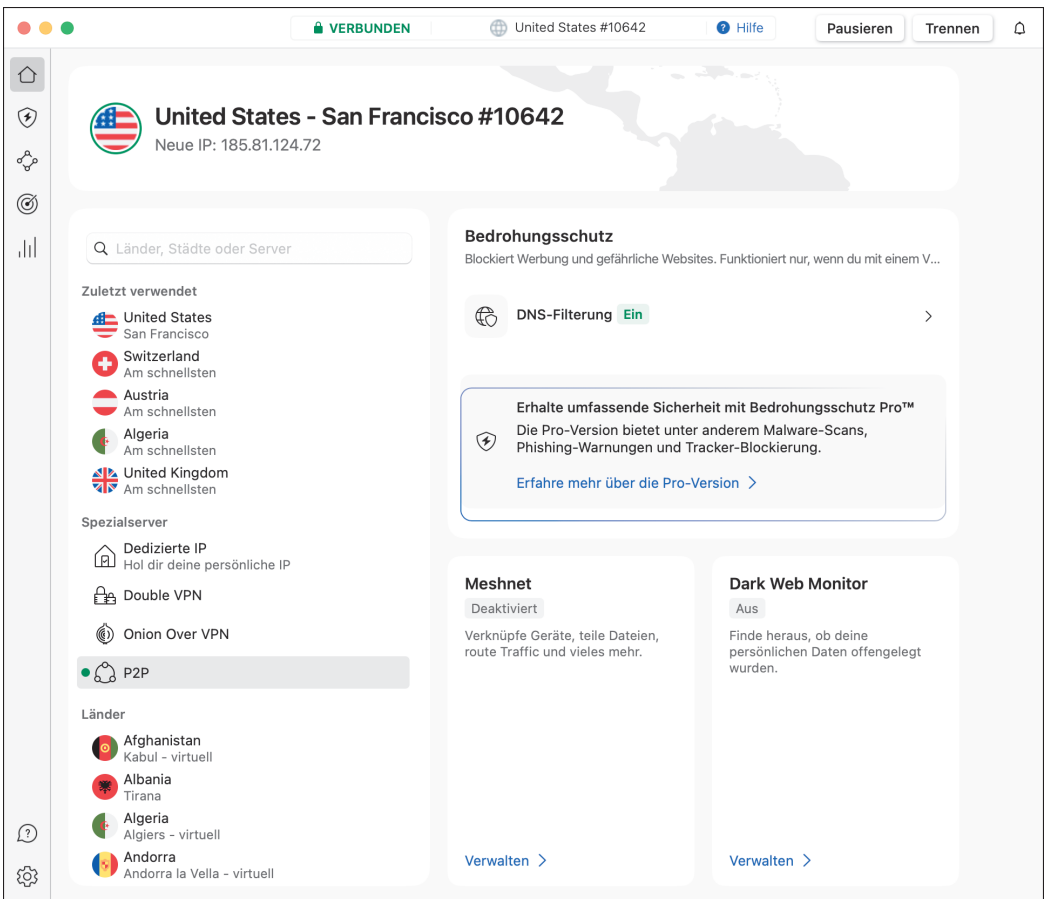 VERBUNDEN
United States #10642
Hilfe
Pausieren
Trennen
United States - San Francisco #10642
Neue IP: 185.81.124.72
Länder, Städte oder Server
Zuletzt verwendet
United States
San Francisco
Switzerland
Am schnellsten
Austria
Am schnellsten
Algeria
Am schnellsten
United Kingdom
Am schnellsten
Spezialserver
Dedizierte IP
Hol dir deine persönliche IP
Double VPN
Onion Over VPN
P2P
Länder
Afghanistan
Kabul - virtuell
Albania
Tirana
Algeria
Algiers - virtuell
Andorra
Andorra la Vella - virtuell
Bedrohungsschutz
Blockiert Werbung und gefährliche Websites. Funktioniert nur, wenn du mit einem V...
DNS-Filterung Ein
Erhalte umfassende Sicherheit mit Bedrohungsschutz Pro™
Die Pro-Version bietet unter anderem Malware-Scans,
Phishing-Warnungen und Tracker-Blockierung.
Erfahre mehr über die Pro-Version
Meshnet
Deaktiviert
Verknüpfe Geräte, teile Dateien,
route Traffic und vieles mehr.
Verwalten
Dark Web Monitor
Aus
Finde heraus, ob deine
persönlichen Daten offengelegt
wurden.
Verwalten